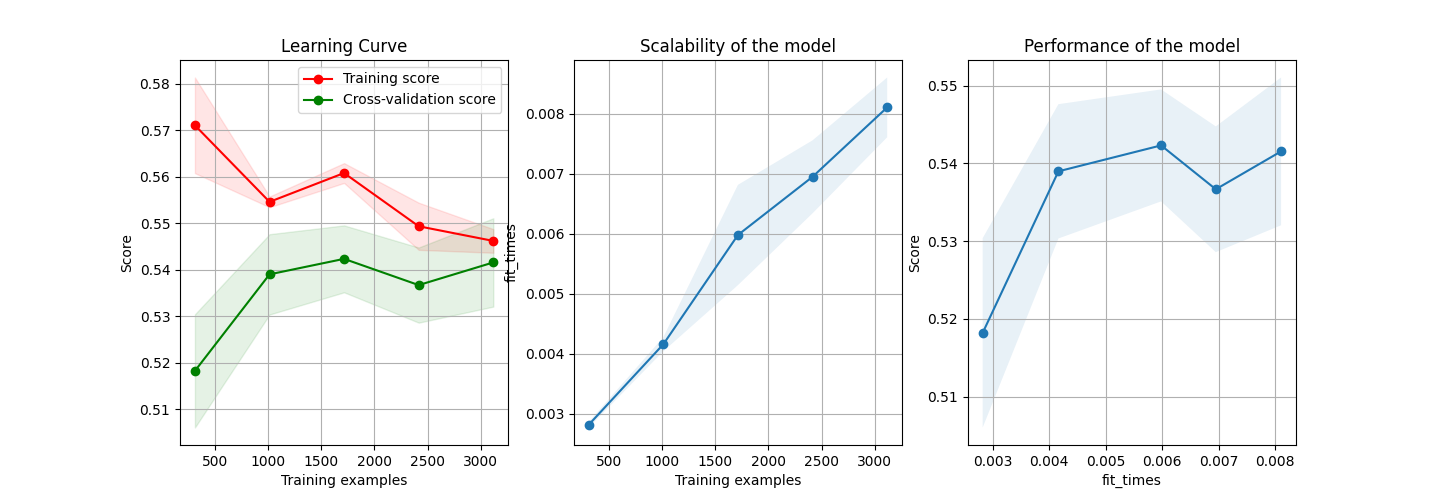 Learning Curve
Training score
Cross-validation score
0.58
0.57
0.56
0.55
0.54
0.53
0.52
0.51
Score
500 1000 1500 2000 2500 3000
Training examples
Scalability of the model
0.008
0.007
0.006
0.005
0.004
0.003
fit_times
500 1000 1500 2000 2500 3000
Training examples
Performance of the model
0.55
0.54
0.53
0.52
0.51
Score
0.003 0.004 0.005 0.006 0.007 0.008
fit_times